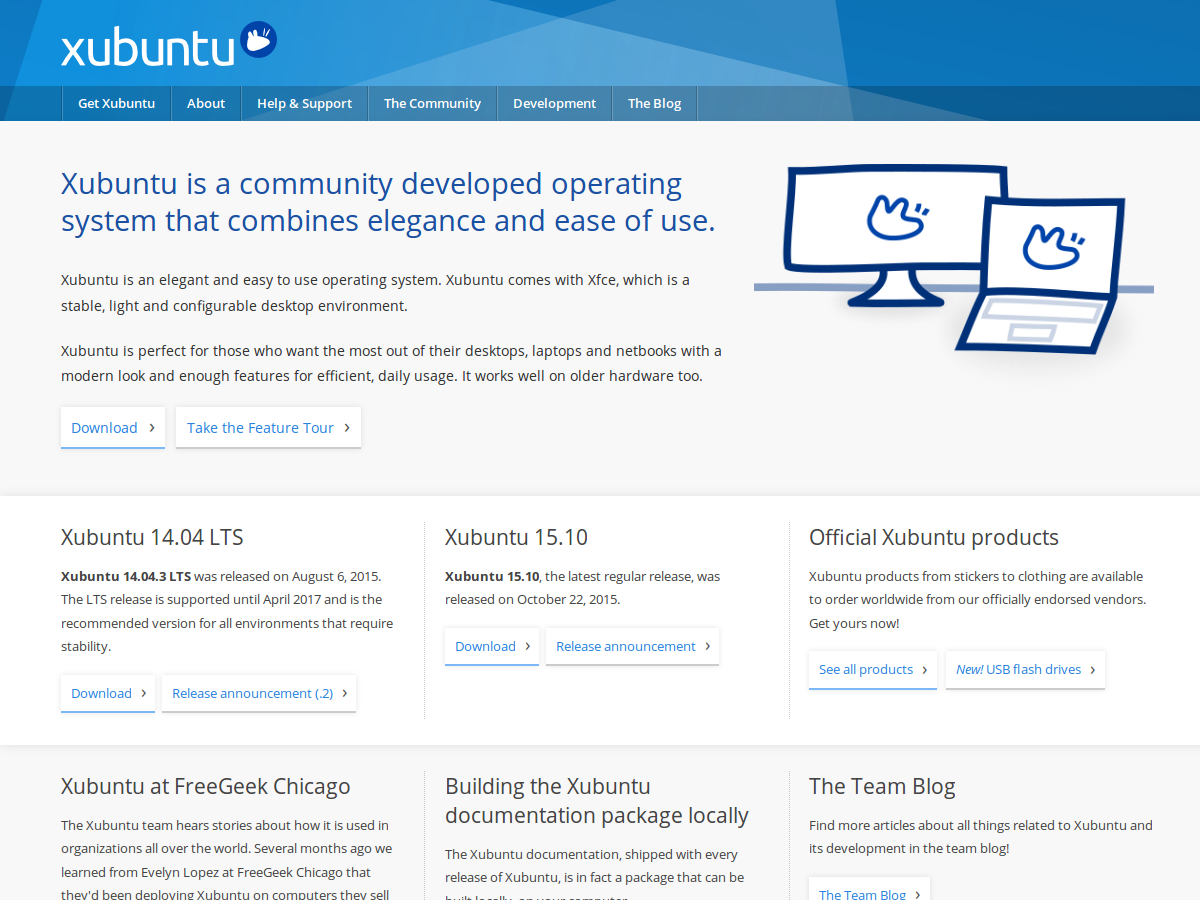 xubuntu
Get Xubuntu
About
Help & Support
The Community
Development
The Blog
Xubuntu is a community developed operating
system that combines elegance and ease of use.
Xubuntu is an elegant and easy to use operating system. Xubuntu comes with Xfce, which is a
stable, light and configurable desktop environment.
Xubuntu is perfect for those who want the most out of their desktops, laptops and netbooks with a
modern look and enough features for efficient, daily usage. It works well on older hardware too.
Download ›
Take the Feature Tour ›
Xubuntu 14.04 LTS
Xubuntu 14.04.3 LTS was released on August 6, 2015.
The LTS release is supported until April 2017 and is the
recommended version for all environments that require
stability.
Download ›
Release announcement (.2) ›
Xubuntu 15.10
Xubuntu 15.10, the latest regular release, was
released on October 22, 2015.
Download ›
Release announcement ›
Official Xubuntu products
Xubuntu products from stickers to clothing are available
to order worldwide from our officially endorsed vendors.
Get yours now!
See all products ›
New! USB flash drives ›
Xubuntu at FreeGeek Chicago
The Xubuntu team hears stories about how it is used in
organizations all over the world. Several months ago we
learned from Evelyn Lopez at FreeGeek Chicago that
they'd been deploying Xubuntu on computers they sell
Building the Xubuntu
documentation package locally
The Xubuntu documentation, shipped with every
release of Xubuntu, is in fact a package that can be
built locally, on your computer.
The Team Blog
Find more articles about all things related to Xubuntu and
its development in the team blog!
The Team Blog ›